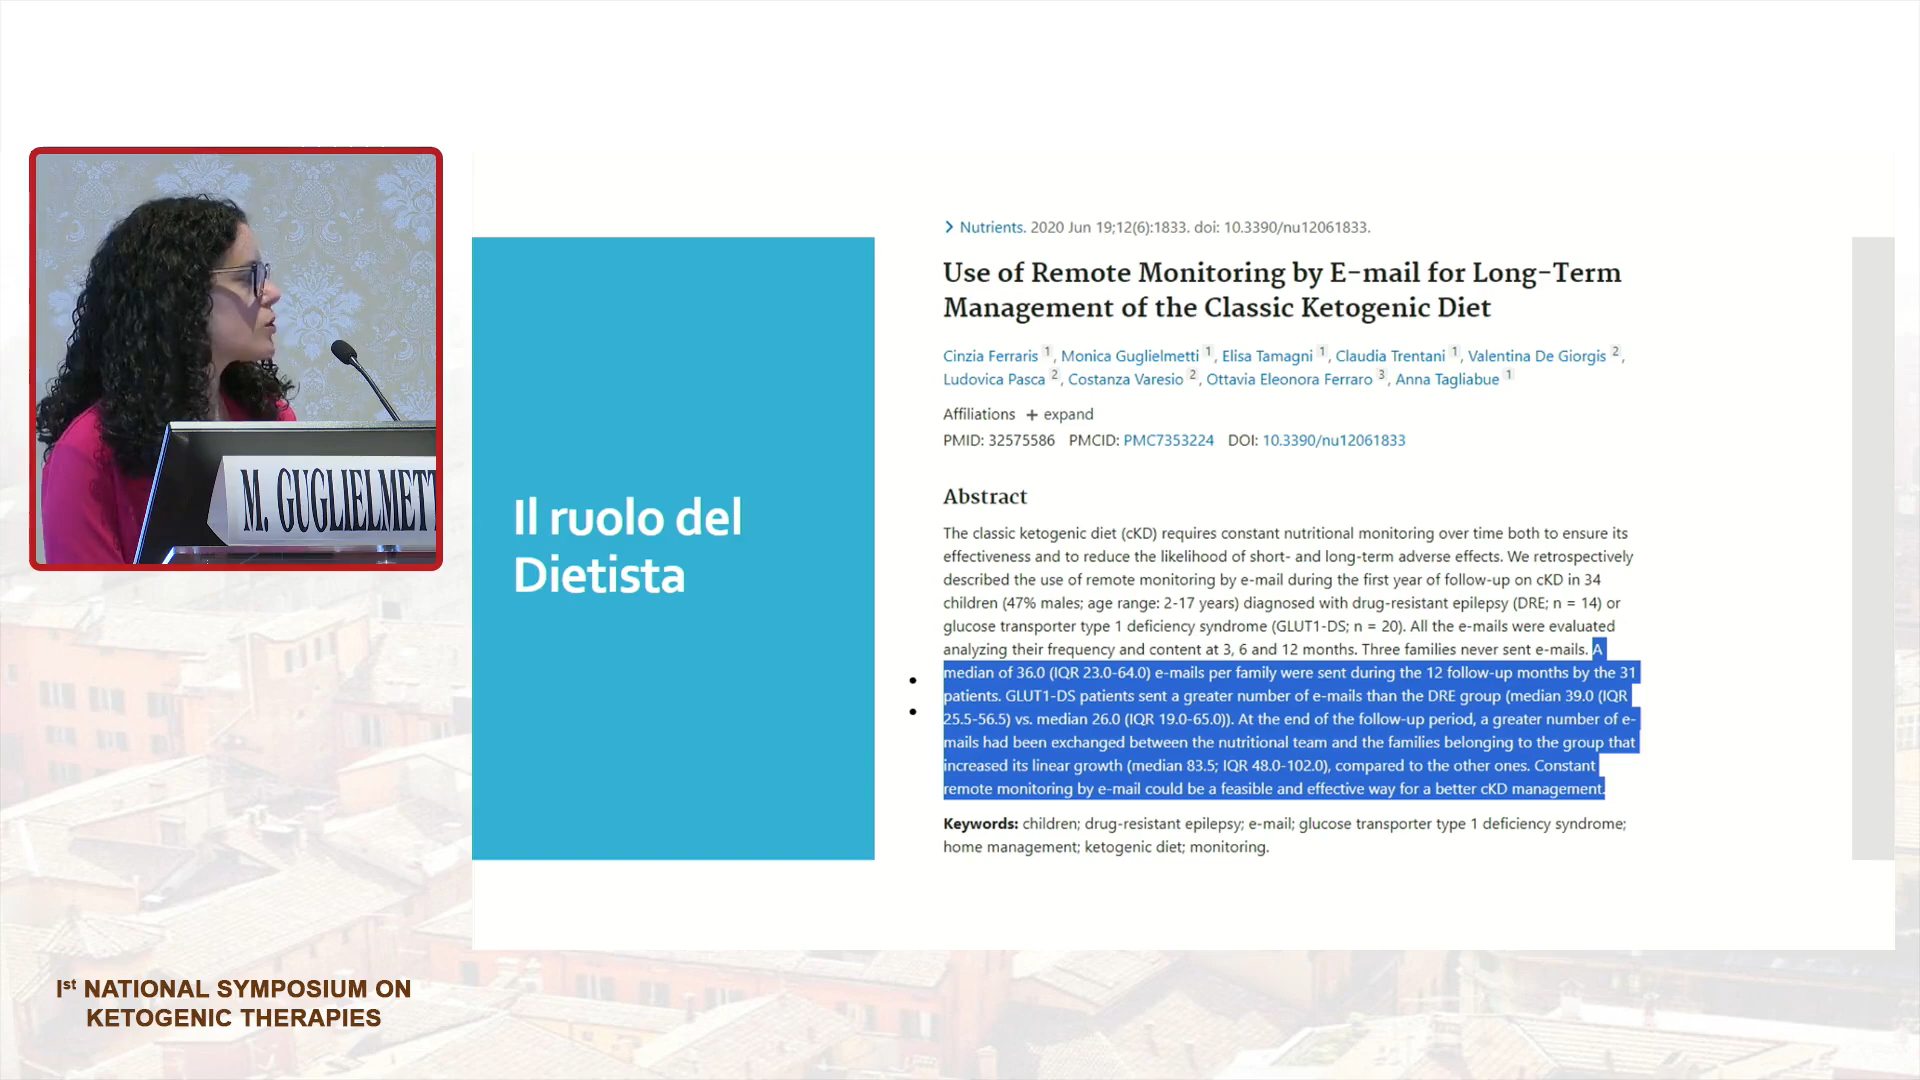 M. GUGLIELMETT
Il ruolo del
Dietista
Nutrients. 2020 Jun 19;12(6):1833. doi: 10.3390/nu12061833.
Use of Remote Monitoring by E-mail for Long-Term
Management of the Classic Ketogenic Diet
Cinzia Ferraris 1, Monica Guglielmetti 1, Elisa Tamagni 1, Claudia Trentani 1, Valentina De Giorgis 2,
Ludovica Pasca 2, Costanza Varesio 2, Ottavia Eleonora Ferraro 3, Anna Tagliabue 1
Affiliations + expand
PMID: 32575586 PMCID: PMC7353224 DOI: 10.3390/nu12061833
Abstract
The classic ketogenic diet (cKD) requires constant nutritional monitoring over time both to ensure its
effectiveness and to reduce the likelihood of short- and long-term adverse effects. We retrospectively
described the use of remote monitoring by e-mail during the first year of follow-up on cKD in 34
children (47% males; age range: 2-17 years) diagnosed with drug-resistant epilepsy (DRE; n = 14) or
glucose transporter type 1 deficiency syndrome (GLUT1-DS; n = 20). All the e-mails were evaluated
analyzing their frequency and content at 3, 6 and 12 months. Three families never sent e-mails. A
median of 36.0 (IQR 23.0-64.0) e-mails per family were sent during the 12 follow-up months by the 31
patients. GLUT1-DS patients sent a greater number of e-mails than the DRE group (median 39.0 (IQR
25.5-56.5) vs. median 26.0 (IQR 19.0-65.0)). At the end of the follow-up period, a greater number of e-
mails had been exchanged between the nutritional team and the families belonging to the group that
increased its linear growth (median 83.5; IQR 48.0-102.0), compared to the other ones. Constant
remote monitoring by e-mail could be a feasible and effective way for a better cKD management.
Keywords: children; drug-resistant epilepsy; e-mail; glucose transporter type 1 deficiency syndrome;
home management; ketogenic diet; monitoring.
Ist NATIONAL SYMPOSIUM ON
KETOGENIC THERAPIES